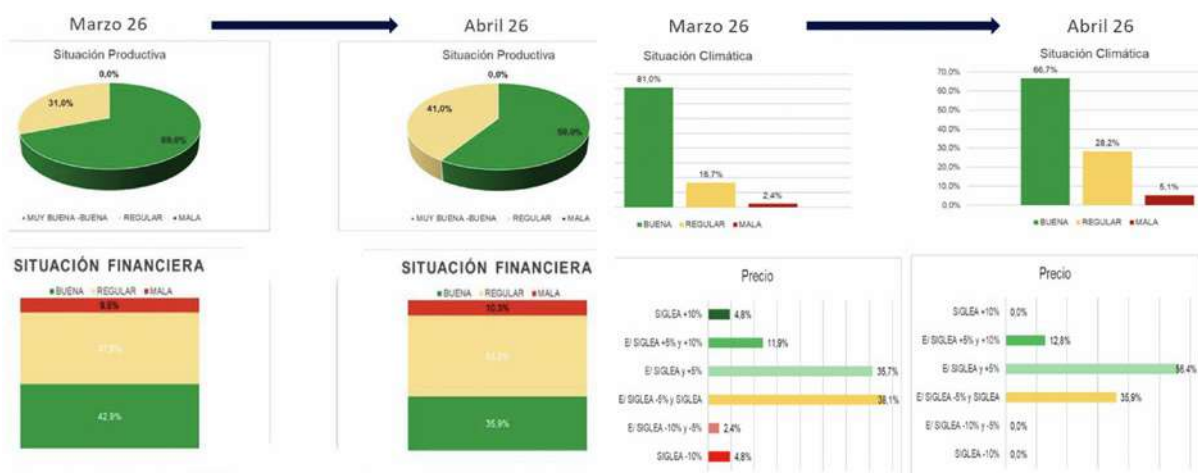 Marzo 26
Abril 26
Situación Productiva
0,0%
31,0%
69,0%
MUY BUENA -BUENA REGULAR MALA
Situación Productiva
0,0%
41,0%
59,0%
MUY BUENA -BUENA REGULAR MALA
Marzo 26
Abril 26
Situación Climática
81,0%
16,7%
2,4%
BUENA REGULAR MALA
Situación Climática
70,0%
60,0%
50,0%
40,0%
30,0%
20,0%
10,0%
0,0%
66,7%
28,2%
5,1%
BUENA REGULAR MALA
SITUACIÓN FINANCIERA
BUENA REGULAR MALA
9,5%
42,9%
SITUACIÓN FINANCIERA
BUENA REGULAR MALA
10,3%
35,9%
Precio
SIGLEA +10% 4,8%
E/ SIGLEA +5% y +10% 11,9%
E/ SIGLEA y +5% 35,7%
E/ SIGLEA -5% y SIGLEA 38,1%
E/ SIGLEA -10% y -5% 2,4%
SIGLEA -10% 4,8%
Precio
SIGLEA +10% 0,0%
E/ SIGLEA +5% y +10% 12,8%
E/ SIGLEA y +5%
E/ SIGLEA -5% y SIGLEA 35,9%
E/ SIGLEA -10% y -5% 0,0%
SIGLEA -10% 0,0%